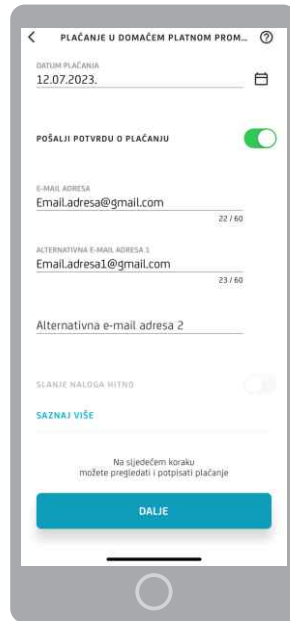 PLAĆANJE U DOMAĆEM PLATNOM PROM...
DATUM PLAĆANJA
12.07.2023.
POŠALJI POTVRDU O PLAĆANJU
E-MAIL ADRESA
Email.adresa@gmail.com
22 / 60
ALTERNATIVNA E-MAIL ADRESA 1
Email.adresa1@gmail.com
23 / 60
Alternativna e-mail adresa 2
SLANJE NALOGA HITNO
SAZNAJ VIŠE
Na sljedećem koraku
možete pregledati i potpisati plaćanje
DALJE